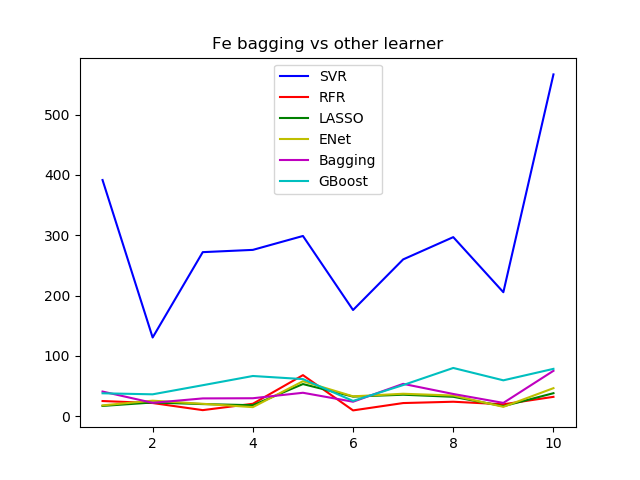 Fe bagging vs other learner
SVR
RFR
LASSO
ENet
Bagging
GBoost
500
400
300
200
100
0
2 4 6 8 10